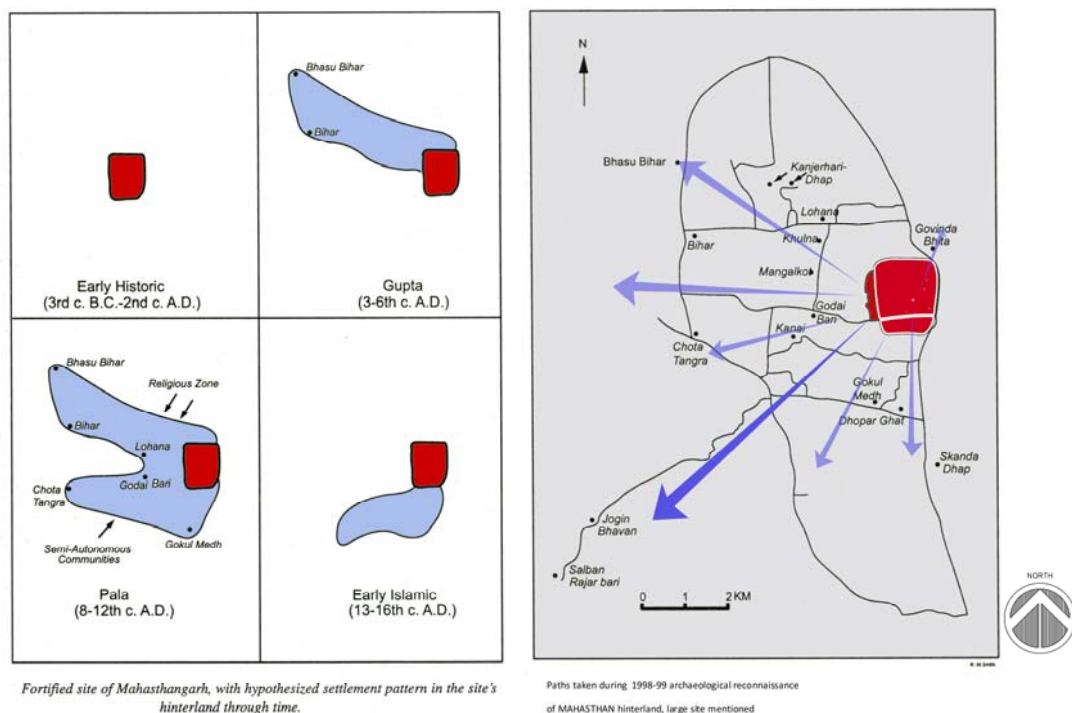 Early Historic
(3rd c. B.C.-2nd c. A.D.)
Bhasu Bihar
Bihar
Gupta
(3-6th c. A.D.)
Bhasu Bihar
Religious Zone
Bihar
Lohana
Chota
Tangra
Godai Bari
Semi-Autonomous
Communities
Gokul Medh
Pala
(8-12th c. A.D.)
Early Islamic
(13-16th c. A.D.)
Fortified site of Mahasthangarh, with hypothesized settlement pattern in the site's
hinterland through time.
N
Bhasu Bihar
Kanjerhari-
Dhap
Lohana
Govinda
Bhita
Bihar
Khulna
Mangalkot
Godai
Bari
Chota
Tangra
Kanai
Gokul
Medh
Dhopar Ghat
Skanda
Dhap
Jogin
Bhavan
Salban
Rajar bari
0 1 2 KM
NORTH
Paths taken during 1998-99 archaeological reconnaissance
of MAHASTHAN hinterland, large site mentioned